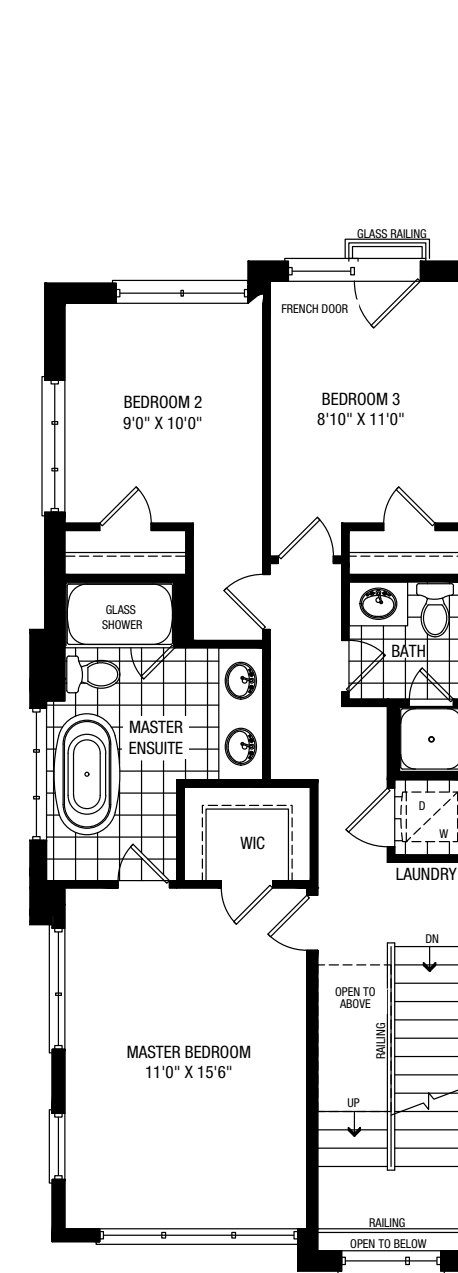 GLASS RAILING
FRENCH DOOR
BEDROOM 2
9'0" X 10'0"
BEDROOM 3
8'10" X 11'0"
GLASS
SHOWER
BATH
MASTER
ENSUITE
D
W
WIC
LAUNDRY
DN
OPEN TO
ABOVE
RAILING
MASTER BEDROOM
11'0" X 15'6"
UP
RAILING
OPEN TO BELOW